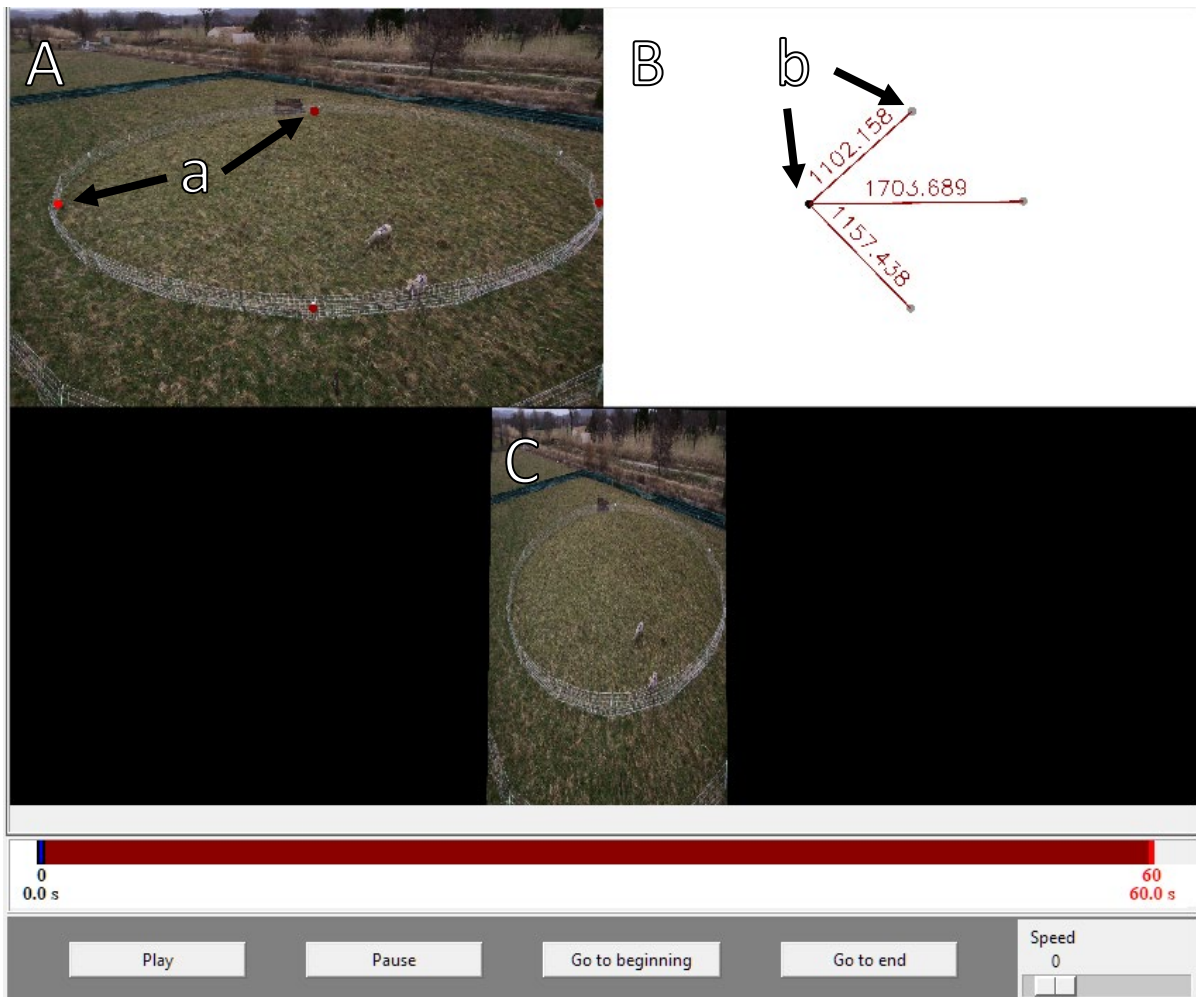 A
a
B
b
1102.158
1703.689
1157.438
C
0
0.0 s
60
60.0 s
Play
Pause
Go to beginning
Go to end
Speed
0